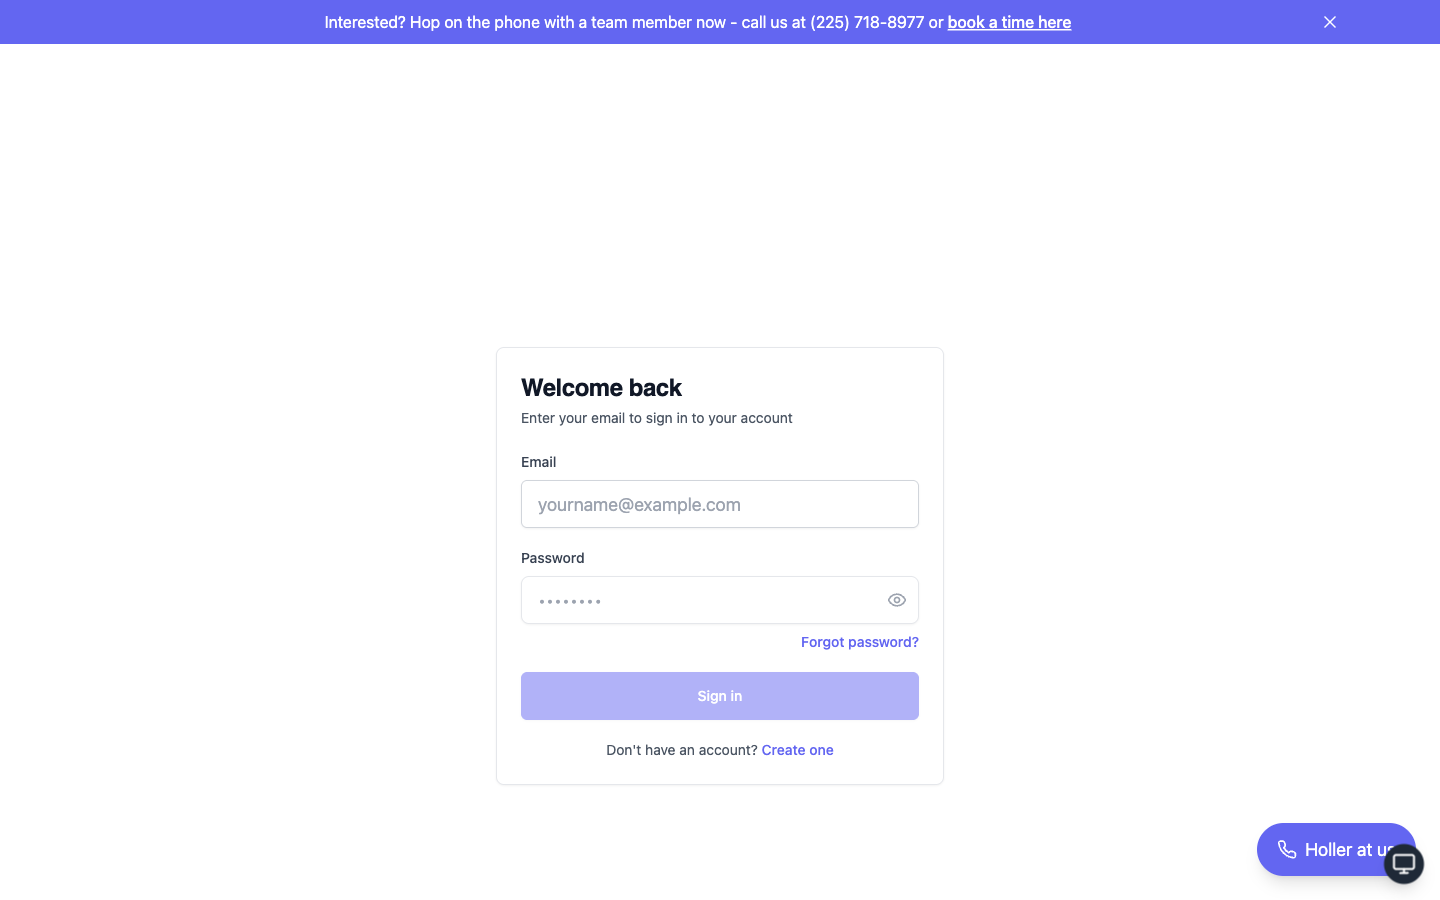 Interested? Hop on the phone with a team member now - call us at (225) 718-8977 or book a time here
Welcome back
Enter your email to sign in to your account
Email
yourname@example.com
Password
••••••••
Forgot password?
Sign in
Don't have an account? Create one
Holler at us